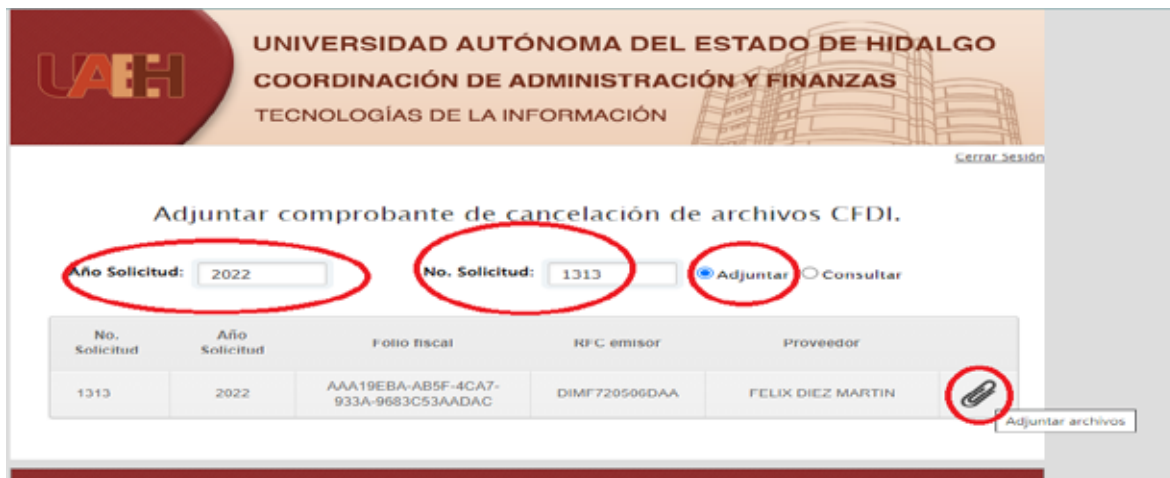 UAEH
UNIVERSIDAD AUTÓNOMA DEL ESTADO DE HIDALGO
COORDINACIÓN DE ADMINISTRACIÓN Y FINANZAS
TECNOLOGÍAS DE LA INFORMACIÓN
Cerrar Sesión
Adjuntar comprobante de cancelación de archivos CFDI.
Año Solicitud: 2022 No. Solicitud: 1313 Adjuntar Consultar
No. Solicitud Año Solicitud Folio fiscal RFC emisor Proveedor
1313 2022 AAA19EBA-AB5F-4CA7-933A-9683C53AADAC DIMF720506DAA FELIX DIEZ MARTIN
Adjuntar archivos